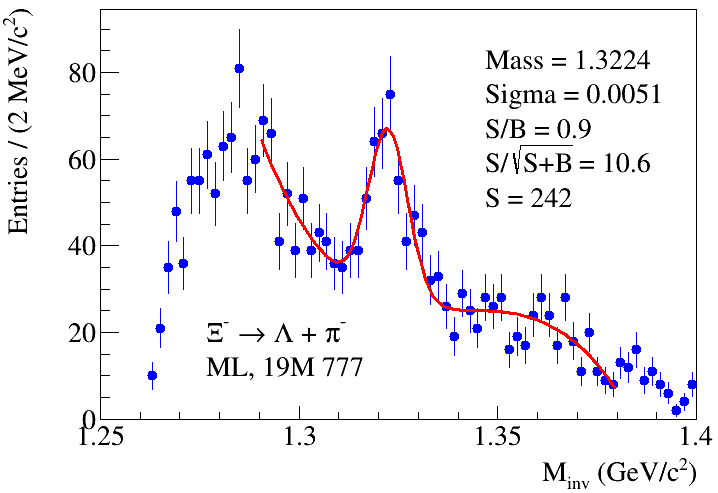 Entries / (2 MeV/c²)
80
60
40
20
0
Mass = 1.3224
Sigma = 0.0051
S/B = 0.9
S/√S+B = 10.6
S = 242
Ξ⁻ → Λ + π⁻
ML, 19M 777
1.25 1.3 1.35 1.4
M_inv (GeV/c²)